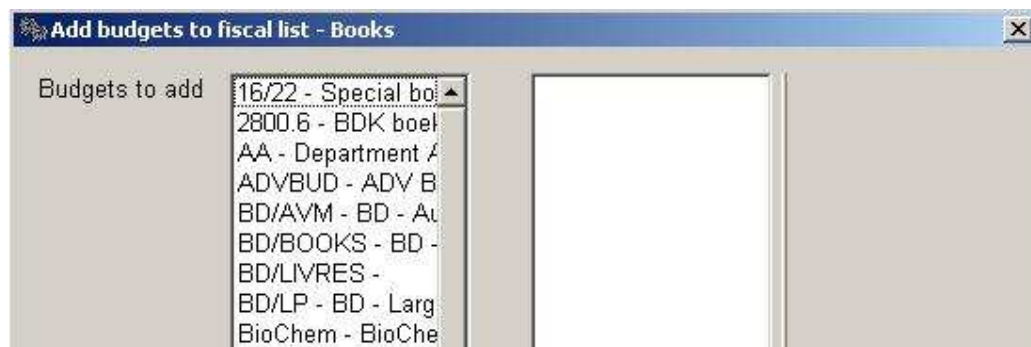 Add budgets to fiscal list - Books
Budgets to add
16/22 - Special bo
2800.6 - BDK boel
AA - Department A
ADVBUD - ADV B
BD/AVM - BD - Au
BD/BOOKS - BD -
BD/LIVRES -
BD/LP - BD - Larg
BioChem - BioChe